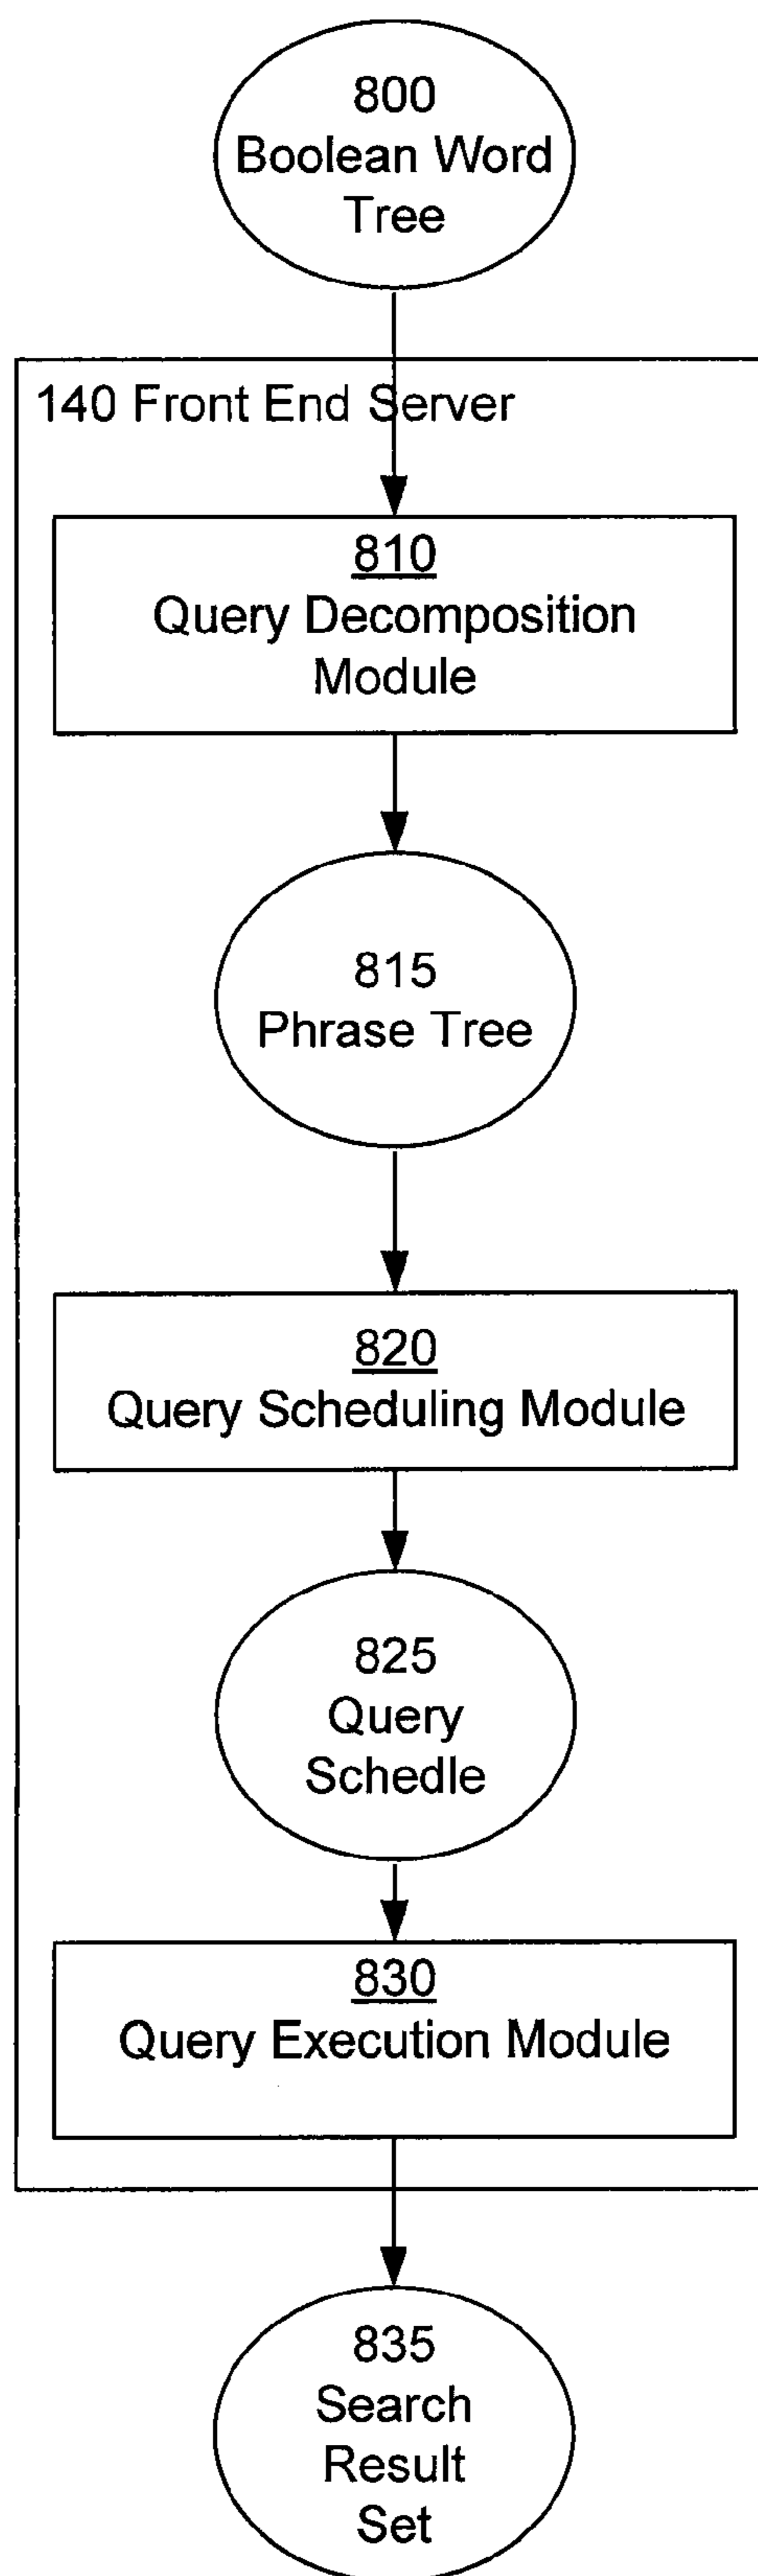 800
Boolean Word
Tree
140 Front End Server
810
Query Decomposition
Module
815
Phrase Tree
820
Query Scheduling Module
825
Query
Schedle
830
Query Execution Module
835
Search
Result
Set